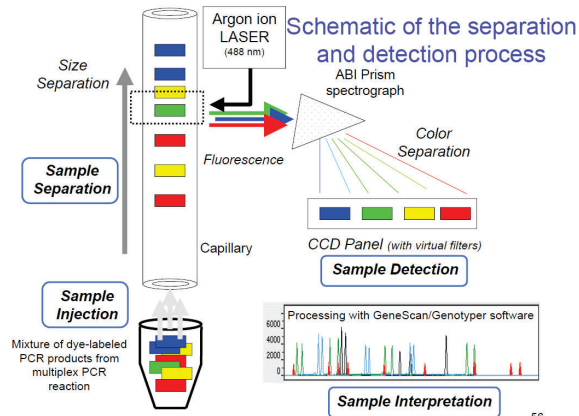 Schematic of the separation
and detection process
Argon ion
LASER
(488 nm)
Size
Separation
ABI Prism
spectrograph
Color
Separation
Fluorescence
Sample
Separation
Capillary
CCD Panel (with virtual filters)
Sample Detection
Sample
Injection
Mixture of dye-labeled
PCR products from
multiplex PCR
reaction
Processing with GeneScan/Genotyper software
8000
6000
4000
2000
0
Sample Interpretation
56